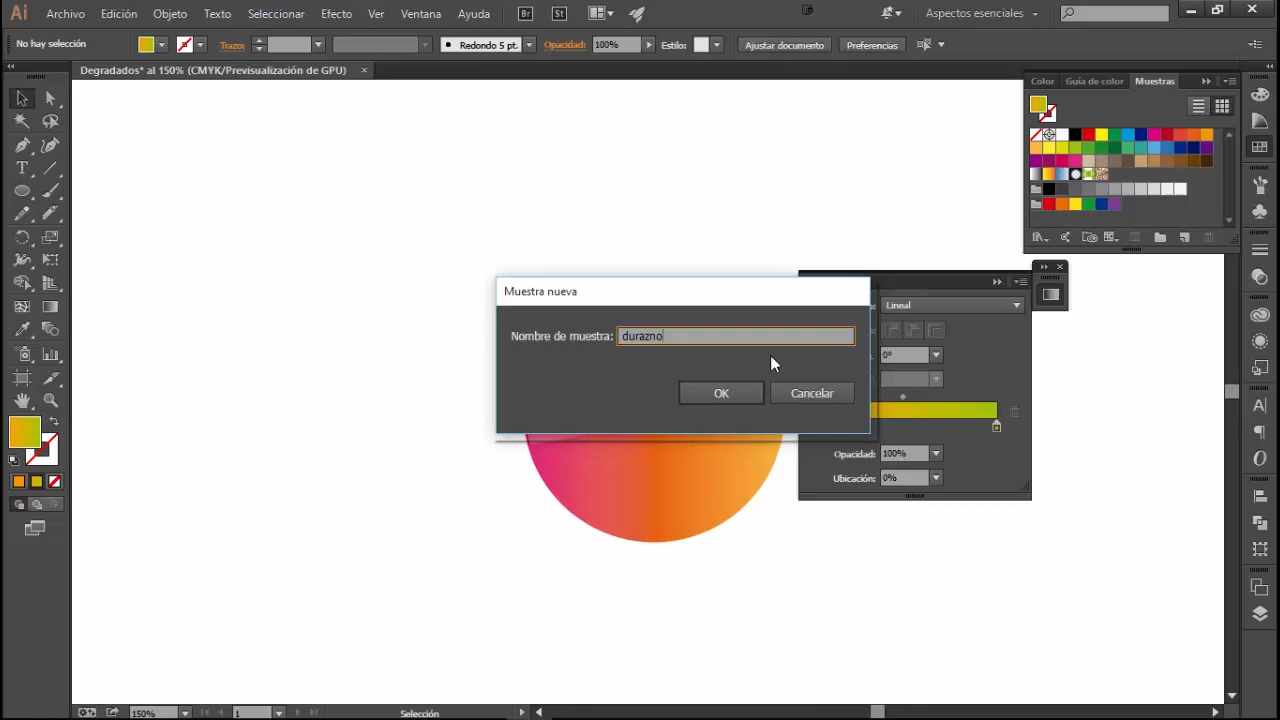 Ai Archivo Edición Objeto Texto Seleccionar Efecto Ver Ventana Ayuda Br St Aspectos esenciales
No hay selección Trazo: Redondo 5 pt. Opacidad: 100% Estilo: Ajustar documento Preferencias
Degradados* al 150% (CMYK/Previsualización de GPU)
Color Guía de color Muestras
Muestra nueva
Nombre de muestra: durazno
OK Cancelar
Lineal
0°
Opacidad: 100%
Ubicación: 0%
150% 1 Selección